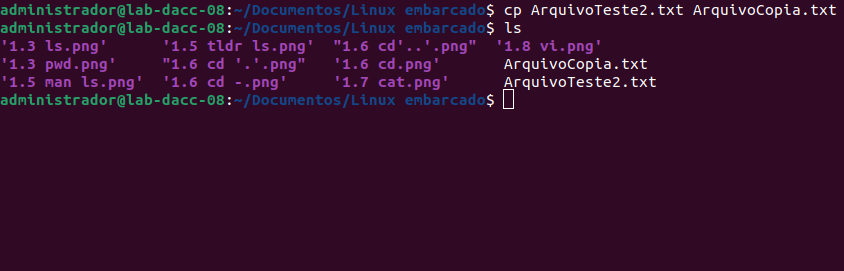 administrador@lab-dacc-08:~/Documentos/Linux embarcado$ cp ArquivoTeste2.txt ArquivoCopia.txt
administrador@lab-dacc-08:~/Documentos/Linux embarcado$ ls
'1.3 ls.png'      '1.5 tldr ls.png'  "1.6 cd'..'.png"  '1.8 vi.png'
'1.3 pwd.png'     "1.6 cd '.'.png"   '1.6 cd.png'       ArquivoCopia.txt
'1.5 man ls.png'  '1.6 cd -.png'     '1.7 cat.png'      ArquivoTeste2.txt
administrador@lab-dacc-08:~/Documentos/Linux embarcado$